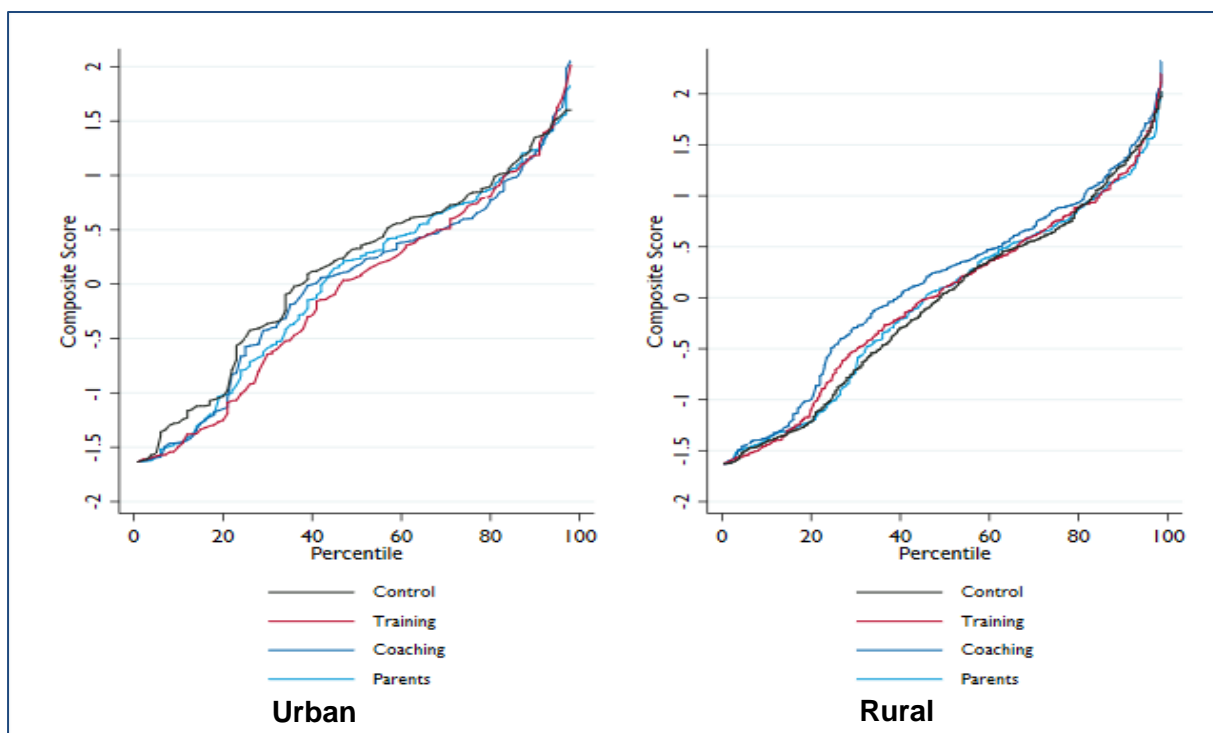 Composite Score
2
1.5
1
.5
0
-.5
-1
-1.5
-2
0 20 40 60 80 100
Percentile
Control
Training
Coaching
Parents
Urban
Composite Score
2
1.5
1
.5
0
-.5
-1
-1.5
-2
0 20 40 60 80 100
Percentile
Control
Training
Coaching
Parents
Rural